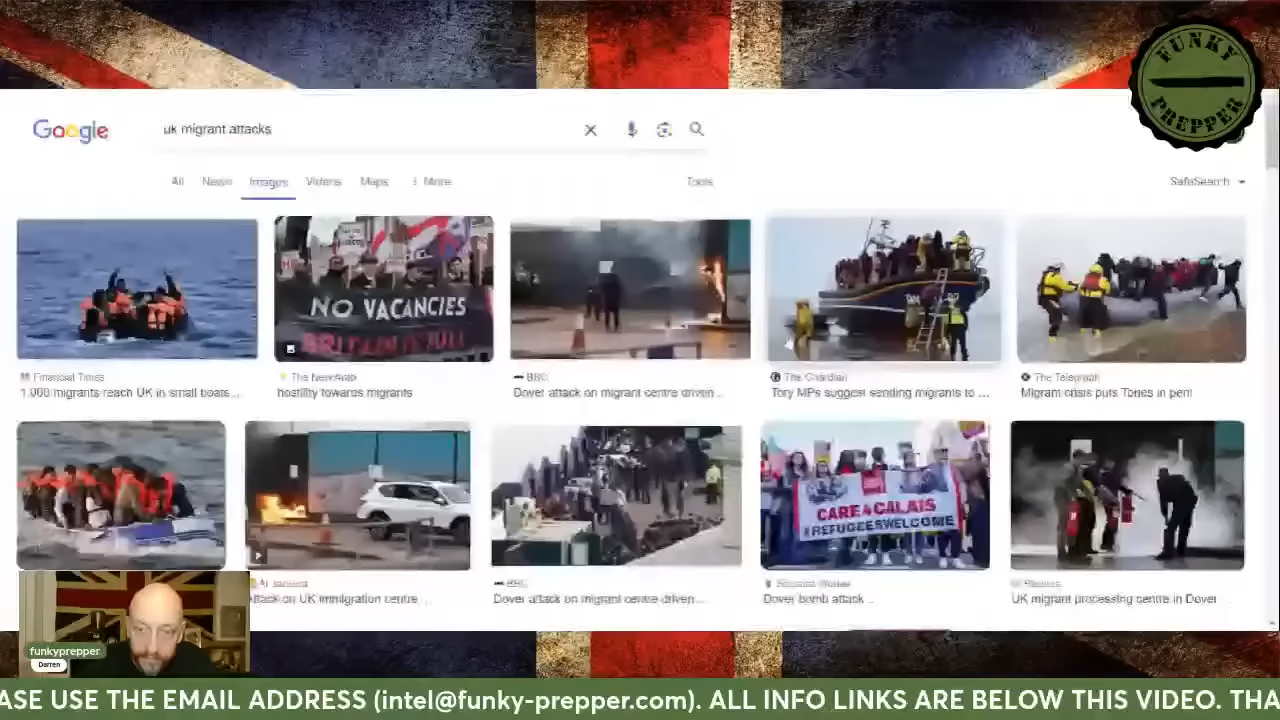 FUNKY
PREPPER
Google
uk migrant attacks
All News Images Videos Maps More Tools SafeSearch
NO VACANCIES
Financial Times
1,000 migrants reach UK in small boats...
The New Arab
hostility towards migrants
BBC
Dover attack on migrant centre driven ...
The Guardian
Tory MPs suggest sending migrants to ...
The Telegraph
Migrant crisis puts Tories in peril
CARE4CALAIS
#REFUGEESWELCOME
Al Jazeera
attack on UK immigration centre ...
BBC
Dover attack on migrant centre driven ...
Socialist Worker
Dover bomb attack ...
Reuters
UK migrant processing centre in Dover
funkyprepper
Darren
ASE USE THE EMAIL ADDRESS (intel@funky-prepper.com). ALL INFO LINKS ARE BELOW THIS VIDEO. THA